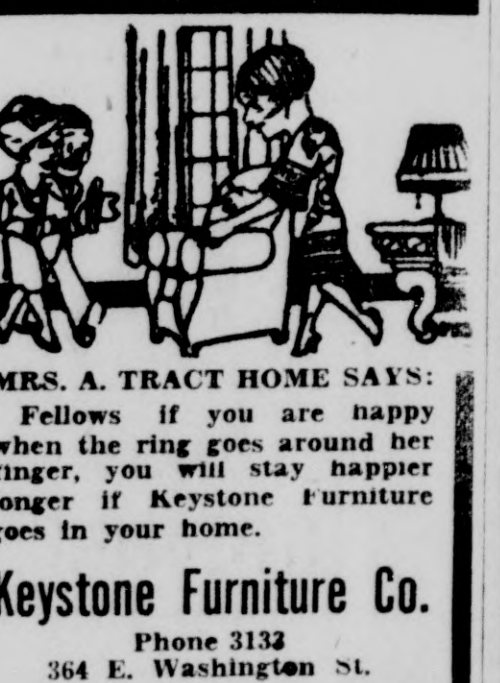 MRS. A. TRACT HOME SAYS:
Fellows if you are happy
when the ring goes around her
finger, you will stay happier
longer if Keystone Furniture
goes in your home.
Keystone Furniture Co.
Phone 3133
364 E. Washington St.